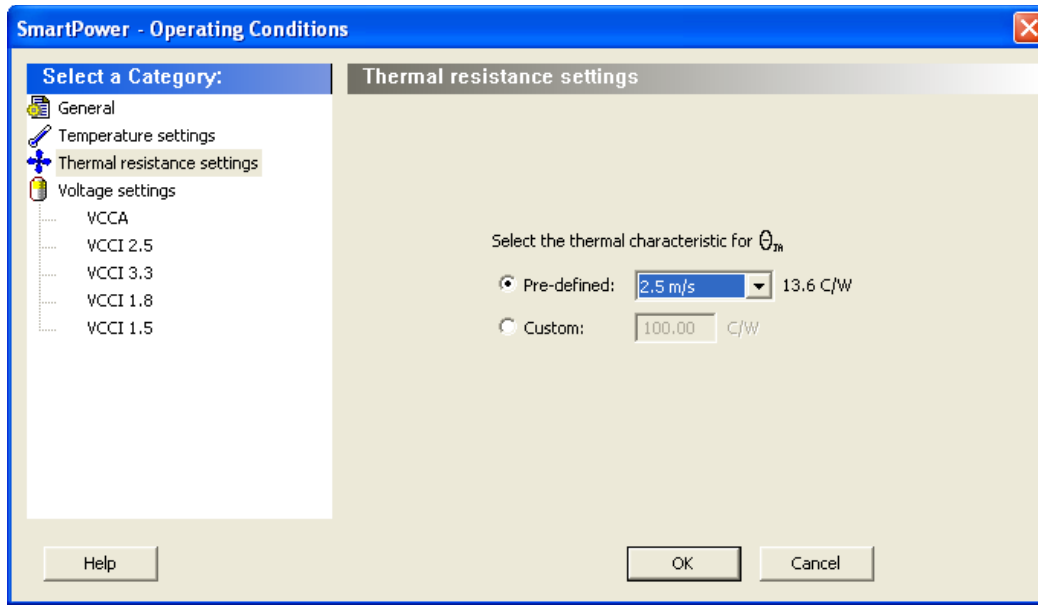 SmartPower - Operating Conditions
Select a Category:
General
Temperature settings
Thermal resistance settings
Voltage settings
VCCA
VCCI 2.5
VCCI 3.3
VCCI 1.8
VCCI 1.5
Thermal resistance settings
Select the thermal characteristic for θJA
Pre-defined: 2.5 m/s 13.6 C/W
Custom: 100.00 C/W
Help
OK
Cancel